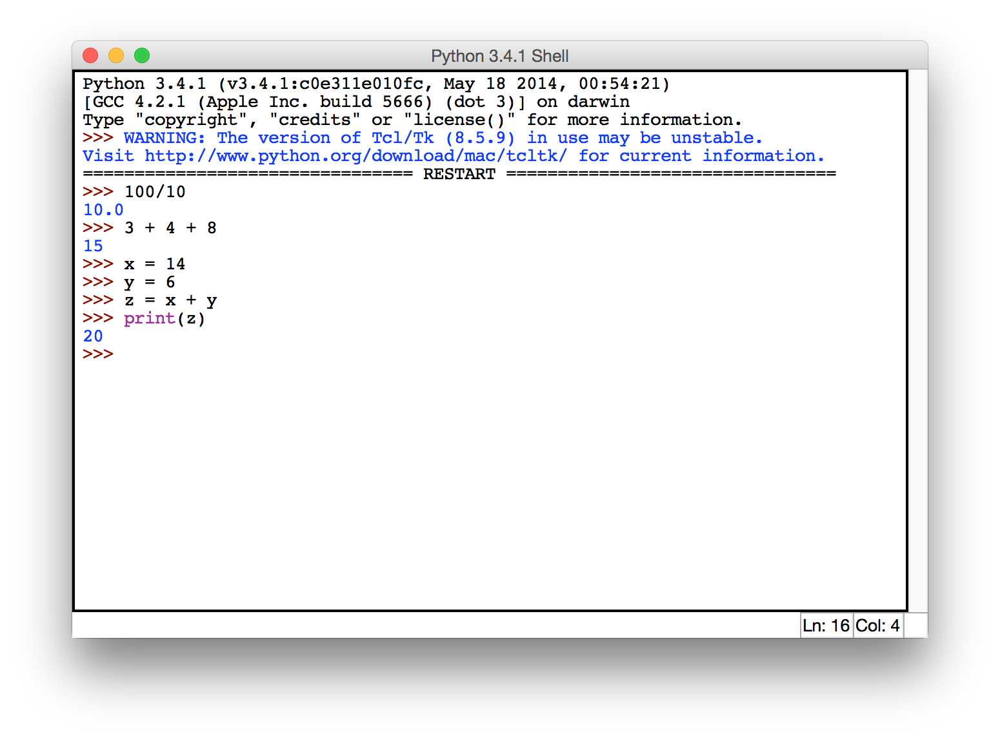 Python 3.4.1 Shell
Python 3.4.1 (v3.4.1:c0e311e010fc, May 18 2014, 00:54:21)
[GCC 4.2.1 (Apple Inc. build 5666) (dot 3)] on darwin
Type "copyright", "credits" or "license()" for more information.
>>> WARNING: The version of Tcl/Tk (8.5.9) in use may be unstable.
Visit http://www.python.org/download/mac/tcltk/ for current information.
================================ RESTART ================================
>>> 100/10
10.0
>>> 3 + 4 + 8
15
>>> x = 14
>>> y = 6
>>> z = x + y
>>> print(z)
20
>>>
Ln: 16 Col: 4